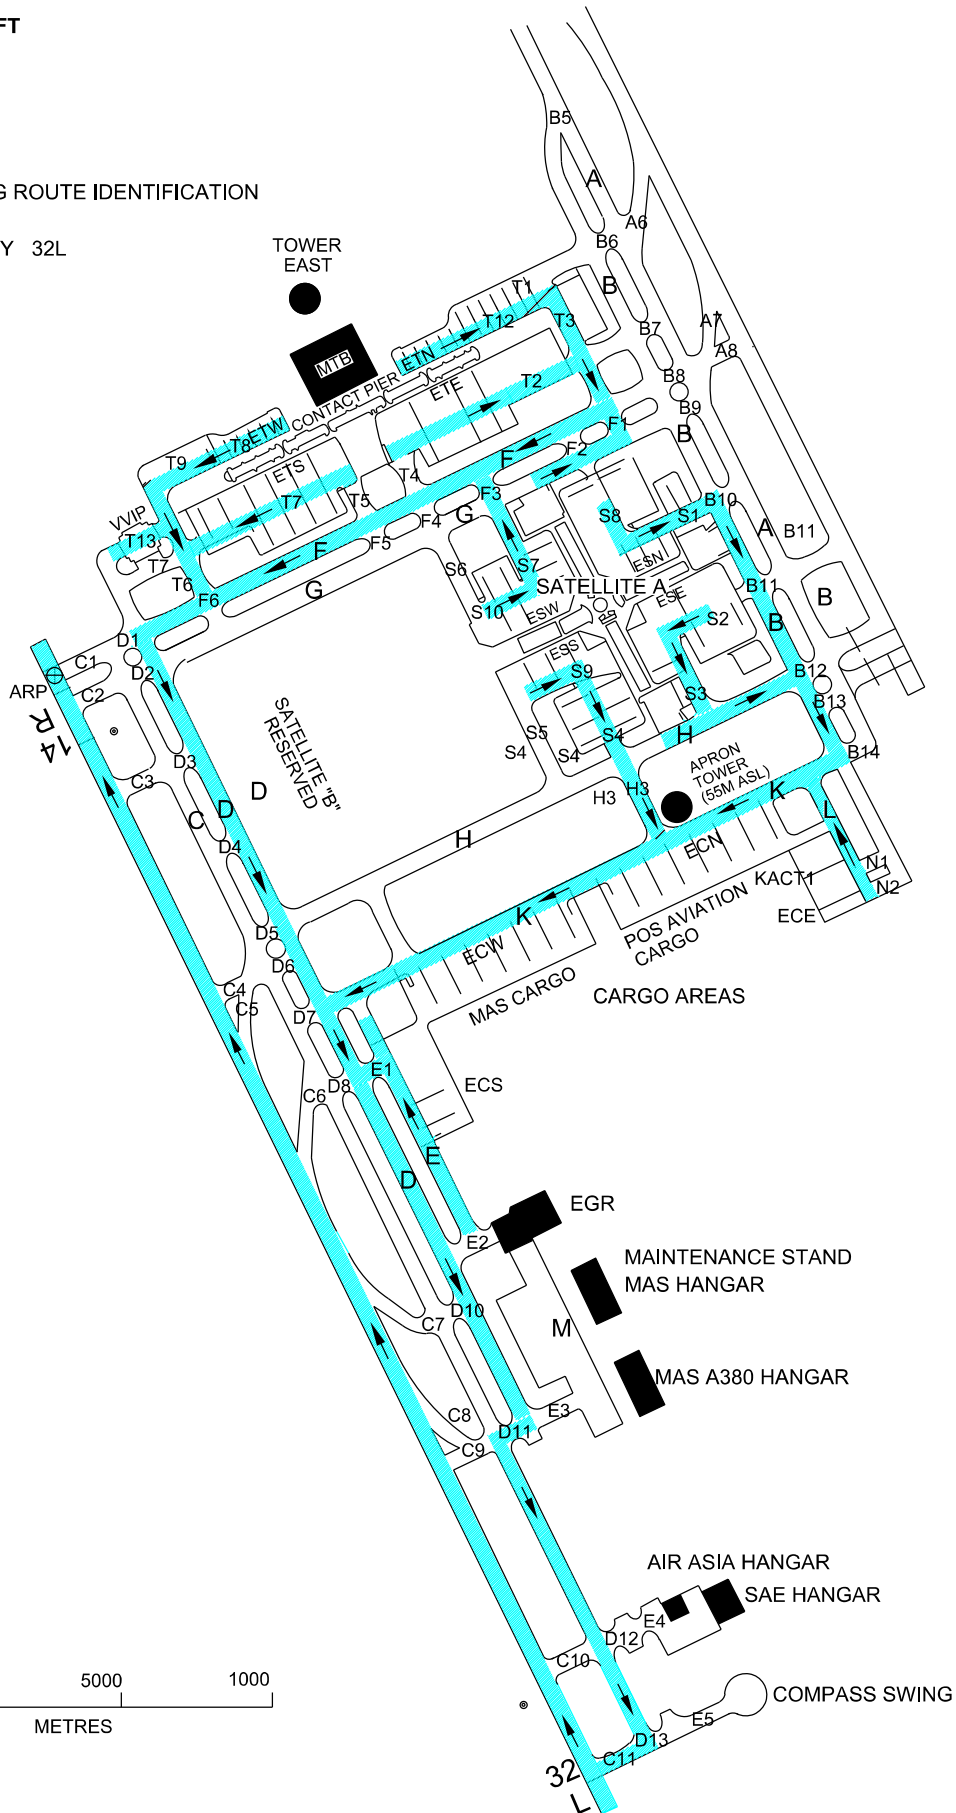 FT
G ROUTE IDENTIFICATION
Y 32L
B5
A
A6
B6
TOWER
EAST
B
T1
T12
T3
B7
A7
A8
MTB
ETN
CONTACT PIER
ETE
T2
B8
B9
F1
B
T8
ETW
T9
ETS
F
F2
T4
T7
T5
F3
F4
G
F5
S8
S1
B10
A
B11
VVIP
T13
T7
F
S6
S7
ESN
T6
F6
G
S10
SATELLITE A
ESW
ESE
S2
B11
B
B
D1
C1
D2
ARP
C2
14
R
ESS
S9
S3
B12
B13
SATELLITE "B"
RESERVED
S5
S4
S4
S4
H
B14
D3
C3
D
C
D
D4
H3
H3
APRON
TOWER
(55M ASL)
K
L
H
ECN
N1
N2
KACT1
ECE
D5
D6
K
ECW
POS AVIATION
CARGO
C4
C5
D7
MAS CARGO
CARGO AREAS
E1
D8
C6
ECS
E
D
E2
EGR
MAINTENANCE STAND
MAS HANGAR
D10
C7
M
MAS A380 HANGAR
C8
E3
D11
C9
AIR ASIA HANGAR
SAE HANGAR
E4
D12
C10
5000
1000
METRES
COMPASS SWING
E5
D13
C11
32
L